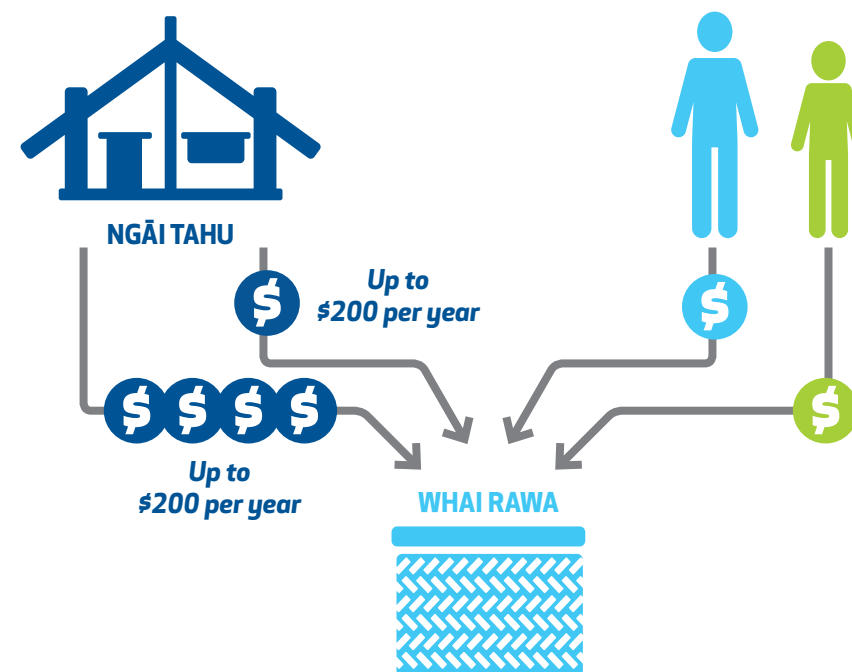 NGĀI TAHU
Up to
$200 per year
$
$
$ $ $ $
$
Up to
$200 per year
WHAI RAWA